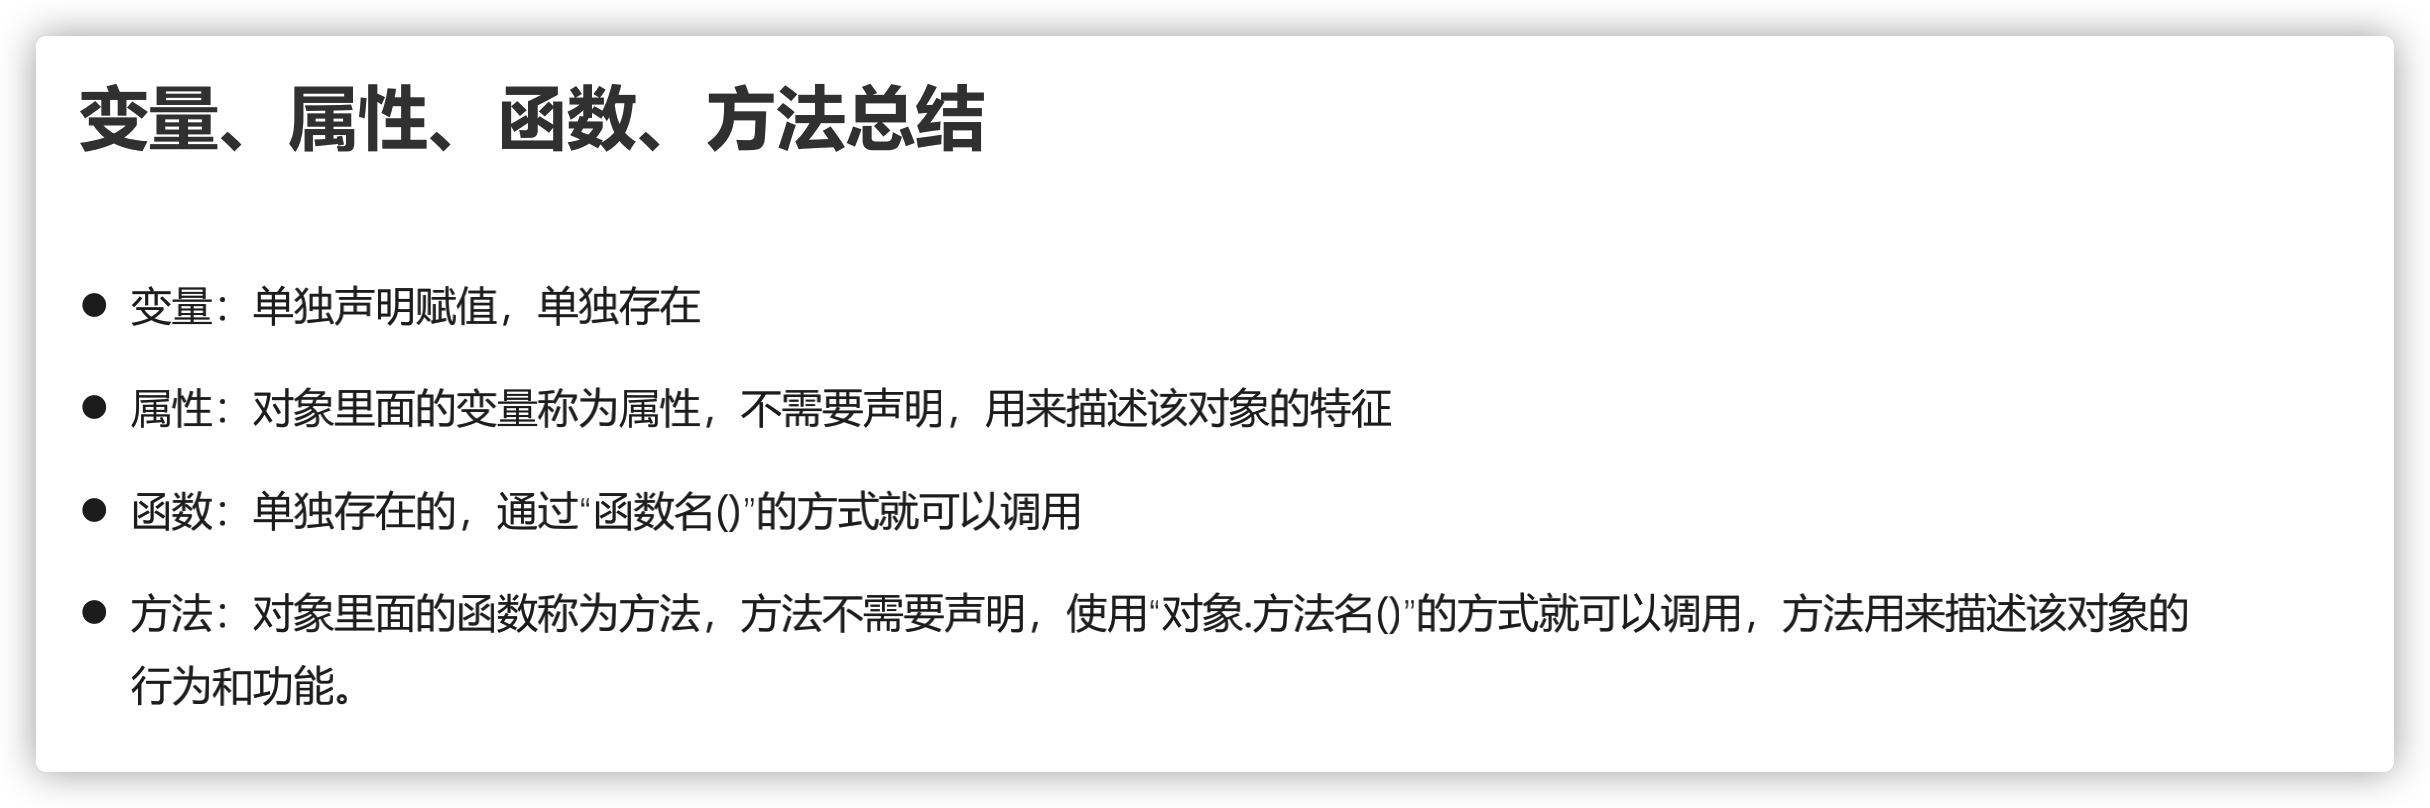 变量、属性、函数、方法总结
● 变量：单独声明赋值，单独存在
● 属性：对象里面的变量称为属性，不需要声明，用来描述该对象的特征
● 函数：单独存在的，通过“函数名()”的方式就可以调用
● 方法：对象里面的函数称为方法，方法不需要声明，使用“对象.方法名()”的方式就可以调用，方法用来描述该对象的
行为和功能。